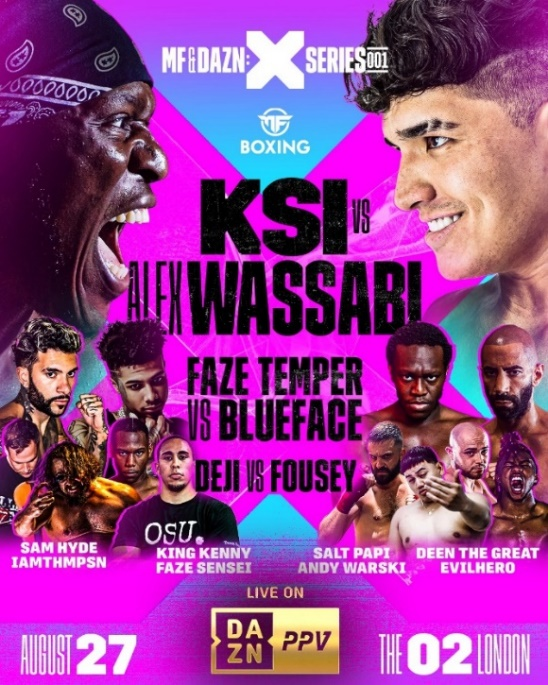 MF & DAZN: X SERIES 001
MF
BOXING
KSI VS
ALEX WASSABI
FAZE TEMPER
VS BLUEFACE
DEJI VS FOUSEY
OSU.
SAM HYDE
IAMTHMPSN
KING KENNY
FAZE SENSEI
SALT PAPI
ANDY WARSKI
DEEN THE GREAT
EVILHERO
LIVE ON
DAZN PPV
AUGUST 27
THE O2 LONDON